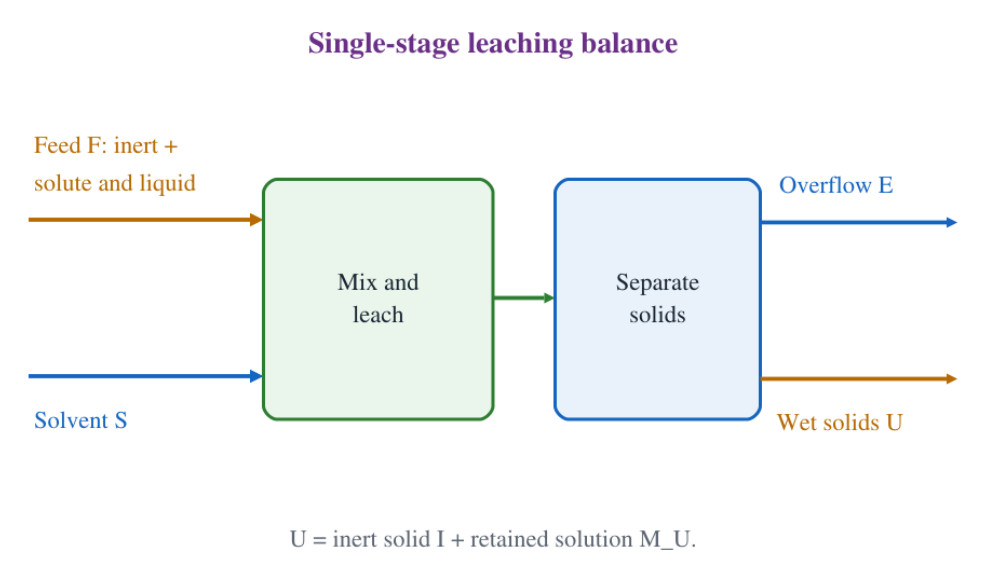 Single-stage leaching balance
Feed F: inert +
solute and liquid
Overflow E
Mix and
leach
Separate
solids
Solvent S
Wet solids U
U = inert solid I + retained solution M_U.